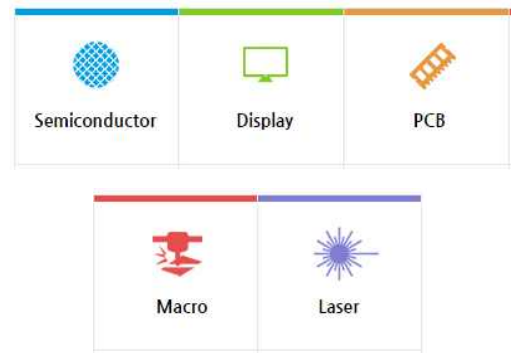 Semiconductor
Display
PCB
Macro
Laser